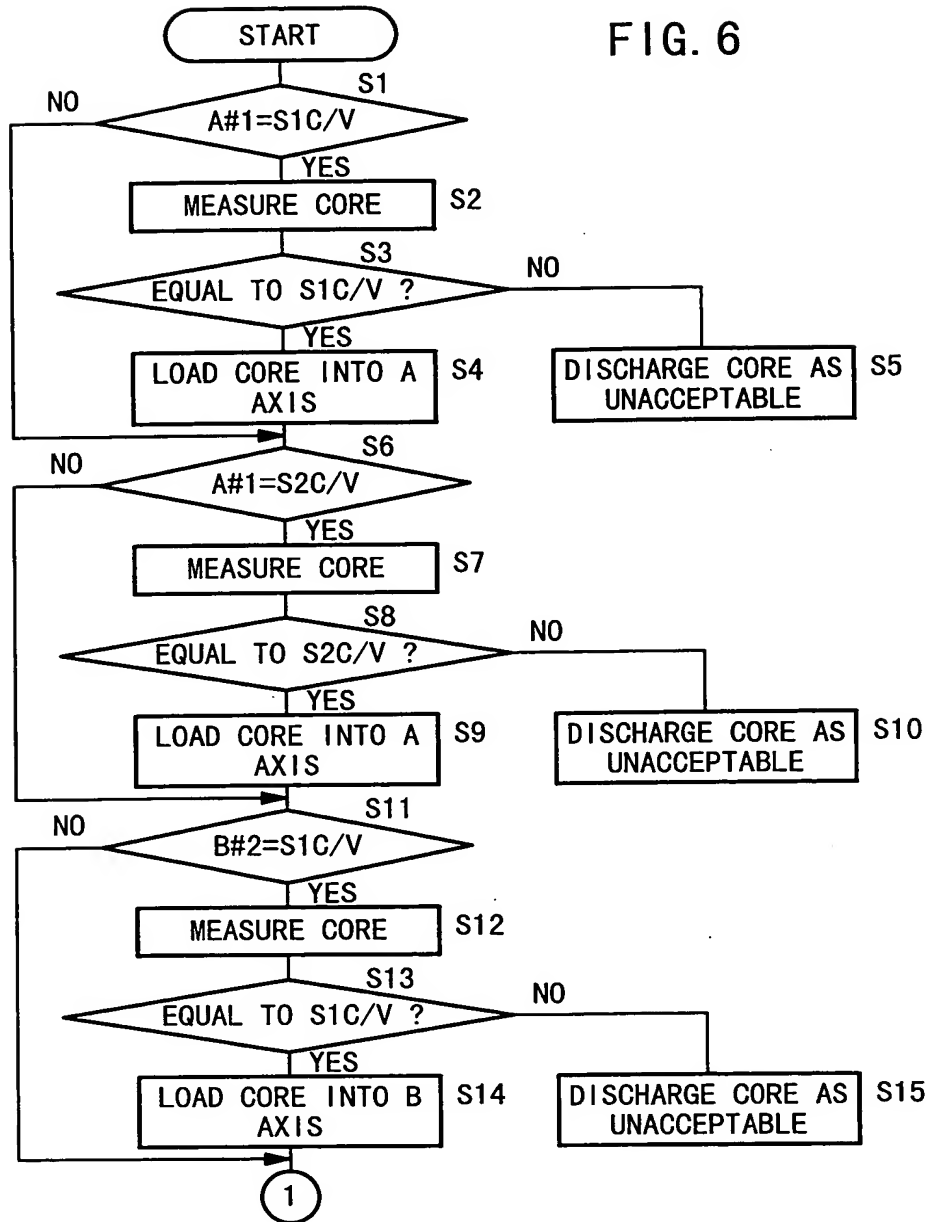 FIG. 6
START
S1
NO
A#1=S1C/V
YES
MEASURE CORE
S2
S3
NO
EQUAL TO S1C/V ?
YES
LOAD CORE INTO A
AXIS
S4
DISCHARGE CORE AS
UNACCEPTABLE
S5
S6
NO
A#1=S2C/V
YES
MEASURE CORE
S7
S8
NO
EQUAL TO S2C/V ?
YES
LOAD CORE INTO A
AXIS
S9
DISCHARGE CORE AS
UNACCEPTABLE
S10
S11
NO
B#2=S1C/V
YES
MEASURE CORE
S12
S13
NO
EQUAL TO S1C/V ?
YES
LOAD CORE INTO B
AXIS
S14
DISCHARGE CORE AS
UNACCEPTABLE
S15
1